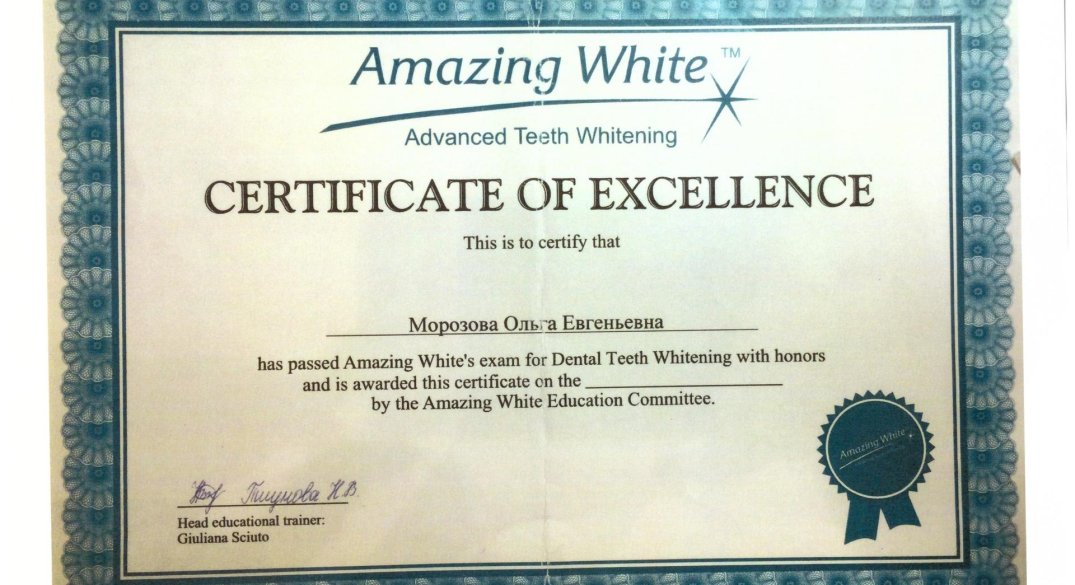 Amazing White™
Advanced Teeth Whitening
CERTIFICATE OF EXCELLENCE
This is to certify that
Морозова Ольга Евгеньевна
has passed Amazing White's exam for Dental Teeth Whitening with honors
and is awarded this certificate on the
by the Amazing White Education Committee.
Amazing White
Н.В.
Head educational trainer:
Giuliana Sciuto